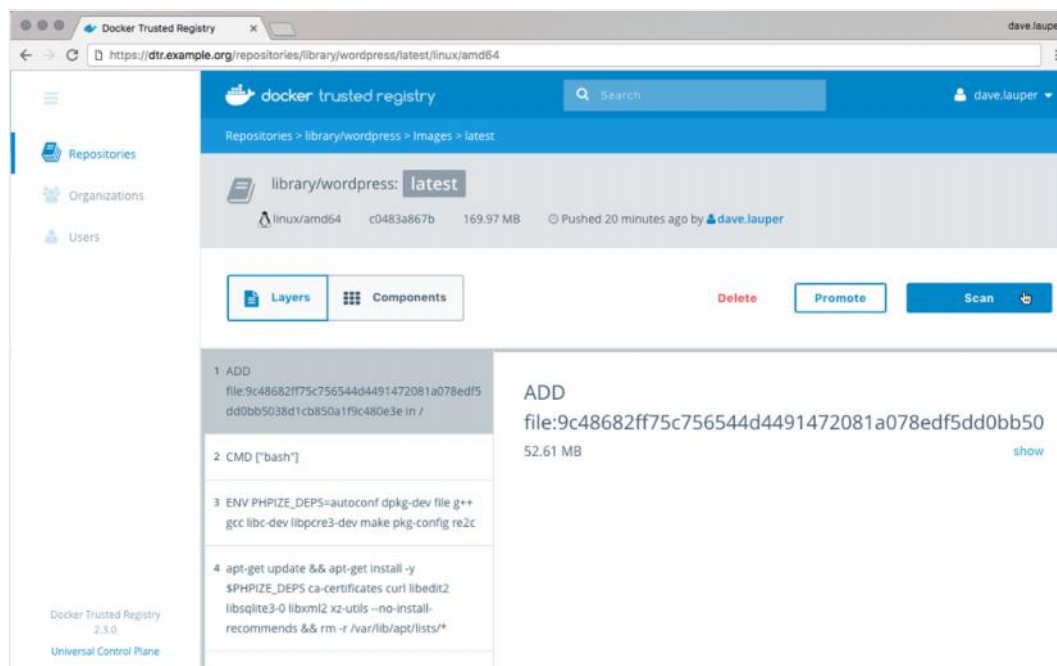 Docker Trusted Registry
dave.laupe
https://dtr.example.org/repositories/library/wordpress/latest/linux/amd64
docker trusted registry
Search
dave.lauper
Repositories > library/wordpress > Images > latest
Repositories
Organizations
Users
library/wordpress: latest
linux/amd64 c0483a867b 169.97 MB Pushed 20 minutes ago by dave.lauper
Layers Components Delete Promote Scan
1 ADD
file:9c48682ff75c756544d4491472081a078edf5
dd0bb5038d1cb850a1f9c480e3e in /
2 CMD ["bash"]
3 ENV PHPIZE_DEPS=autoconf dpkg-dev file g++
gcc libc-dev libpcre3-dev make pkg-config re2c
4 apt-get update && apt-get install -y
$PHPIZE_DEPS ca-certificates curl libedit2
libsqlite3-0 libxml2 xz-utils --no-install-
recommends && rm -r /var/lib/apt/lists/*
ADD
file:9c48682ff75c756544d4491472081a078edf5dd0bb50
52.61 MB
show
Docker Trusted Registry
2.3.0
Universal Control Plane